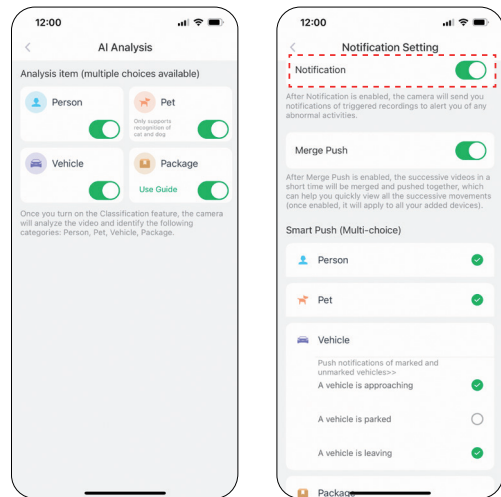 12:00
AI Analysis
Analysis item (multiple choices available)
Person
Pet
Only supports
recognition of
cat and dog
Vehicle
Package
Use Guide
Once you turn on the Classification feature, the camera
will analyze the video and identify the following
categories: Person, Pet, Vehicle, Package.
12:00
Notification Setting
Notification
After Notification is enabled, the camera will send you
notifications of triggered recordings to alert you of any
abnormal activities.
Merge Push
After Merge Push is enabled, the successive videos in a
short time will be merged and pushed together, which
can help you quickly view all the successive movements
(once enabled, it will apply to all your added devices).
Smart Push (Multi-choice)
Person
Pet
Vehicle
Push notifications of marked and
unmarked vehicles>>
A vehicle is approaching
A vehicle is parked
A vehicle is leaving
Package